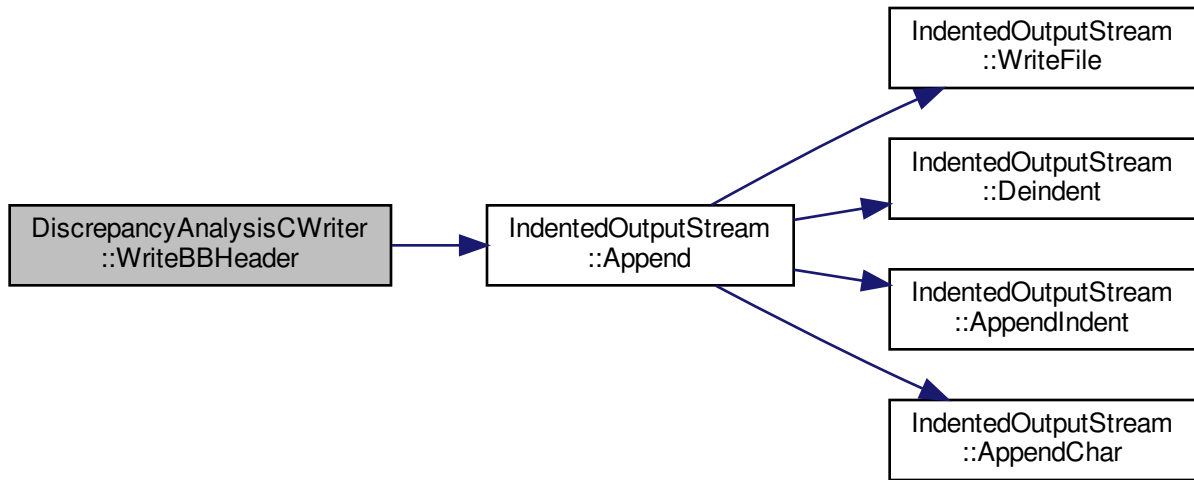 DiscrepancyAnalysisCWriter
::WriteBBHeader
IndentedOutputStream
::Append
IndentedOutputStream
::WriteFile
IndentedOutputStream
::Deindent
IndentedOutputStream
::AppendIndent
IndentedOutputStream
::AppendChar